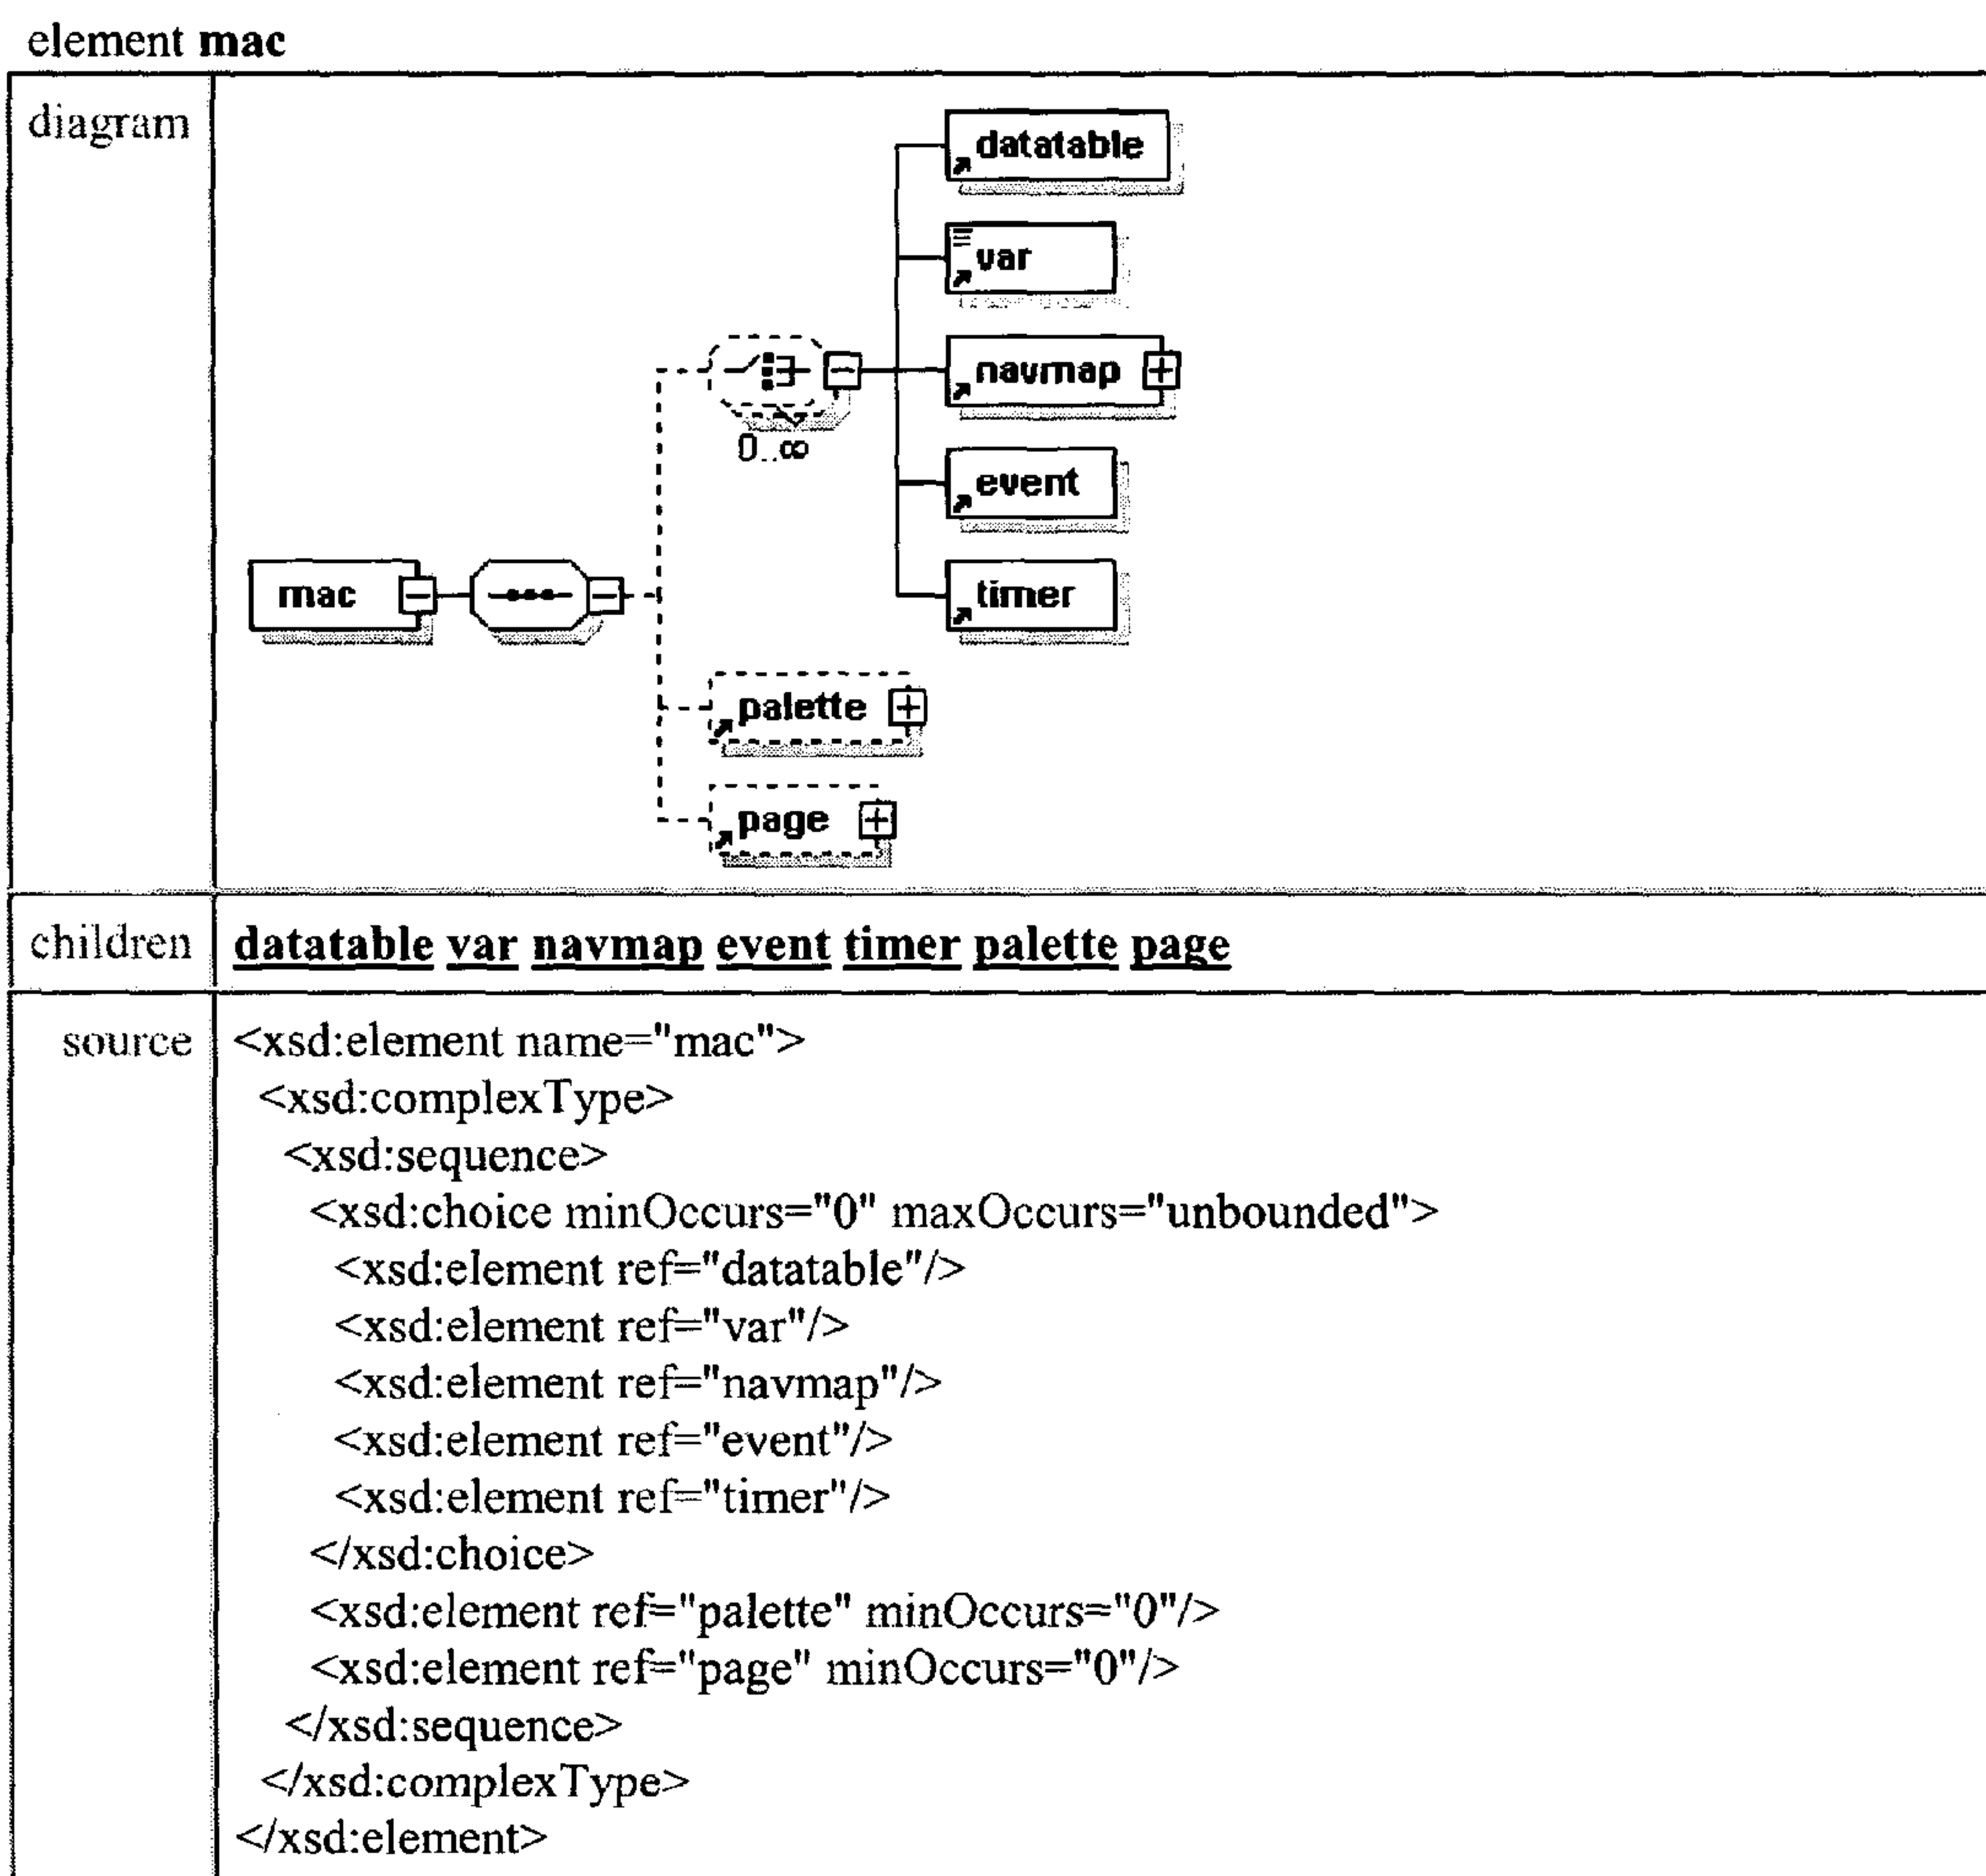 element mac
diagram
datatable
var
navmap
0..∞
event
mac
timer
palette
page
children datatable var navmap event timer palette page
source <xsd:element name="mac">
<xsd:complexType>
<xsd:sequence>
<xsd:choice minOccurs="0" maxOccurs="unbounded">
<xsd:element ref="datatable"/>
<xsd:element ref="var"/>
<xsd:element ref="navmap"/>
<xsd:element ref="event"/>
<xsd:element ref="timer"/>
</xsd:choice>
<xsd:element ref="palette" minOccurs="0"/>
<xsd:element ref="page" minOccurs="0"/>
</xsd:sequence>
</xsd:complexType>
</xsd:element>